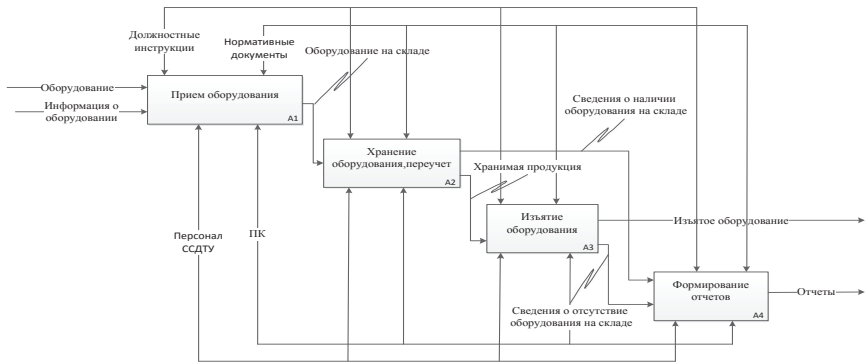 Должностные
инструкции
Нормативные
документы
Оборудование на складе
Оборудование
Информация о
оборудовании
Прием оборудования
A1
Сведения о наличии
оборудования на складе
Хранение
оборудования,переучет
A2
Хранимая продукция
Изъятие
оборудования
A3
Изъятое оборудование
Персонал
ССДТУ
ПК
Формирование
отчетов
A4
Отчеты
Сведения о отсутствие
оборудования на складе